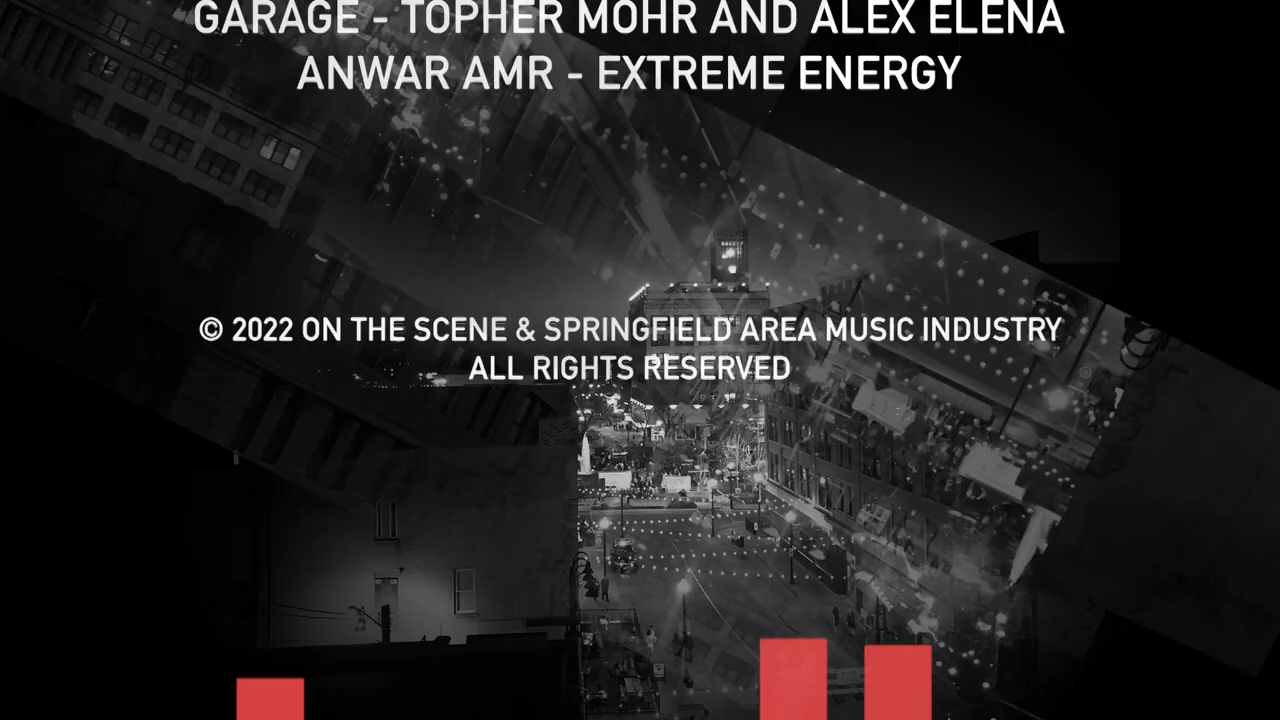 GARAGE - TOPHER MOHR AND ALEX ELENA
ANWAR AMR - EXTREME ENERGY
© 2022 ON THE SCENE & SPRINGFIELD AREA MUSIC INDUSTRY
ALL RIGHTS RESERVED